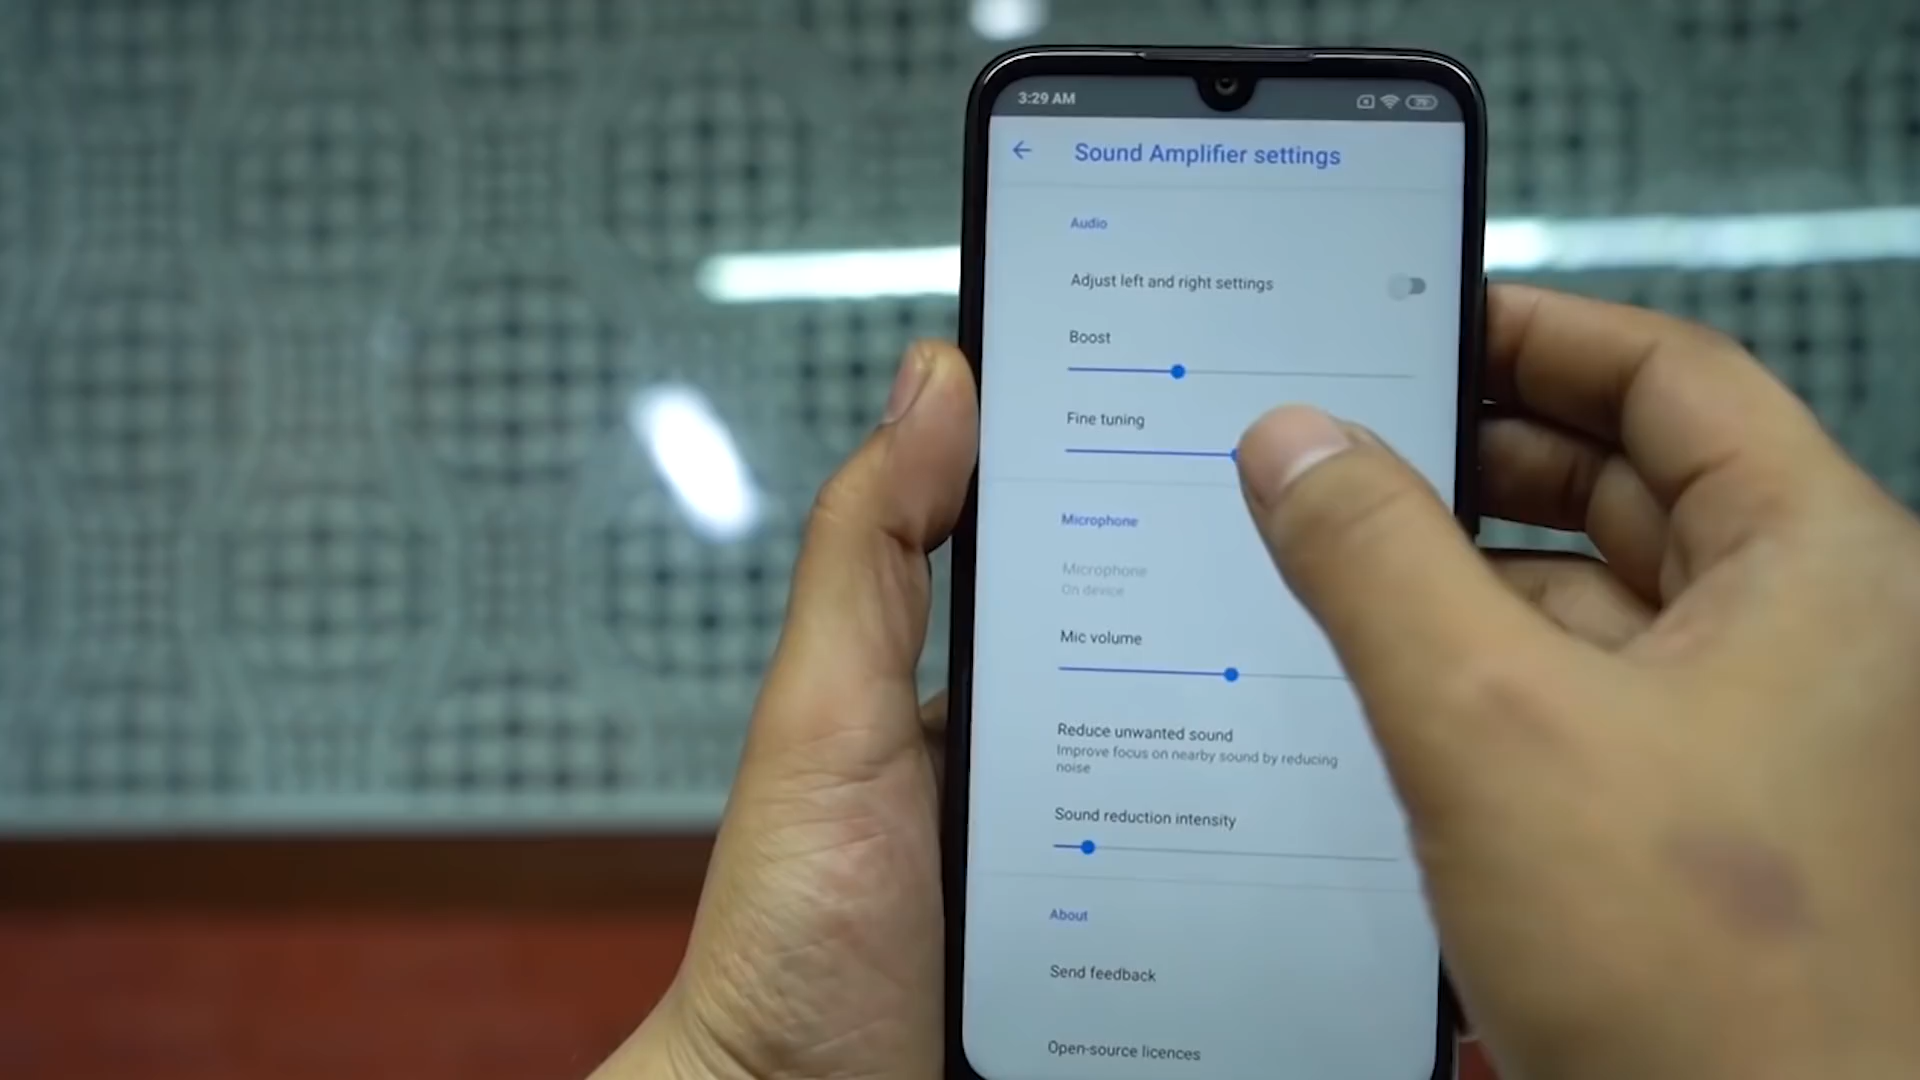 3:29 AM
Sound Amplifier settings
Audio
Adjust left and right settings
Boost
Fine tuning
Microphone
Microphone
On device
Mic volume
Reduce unwanted sound
Improve focus on nearby sound by reducing
noise
Sound reduction intensity
About
Send feedback
Open-source licences